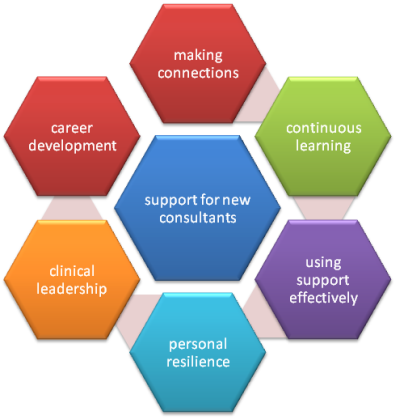 making
connections
career
development
continuous
learning
support for new
consultants
clinical
leadership
using
support
effectively
personal
resilience